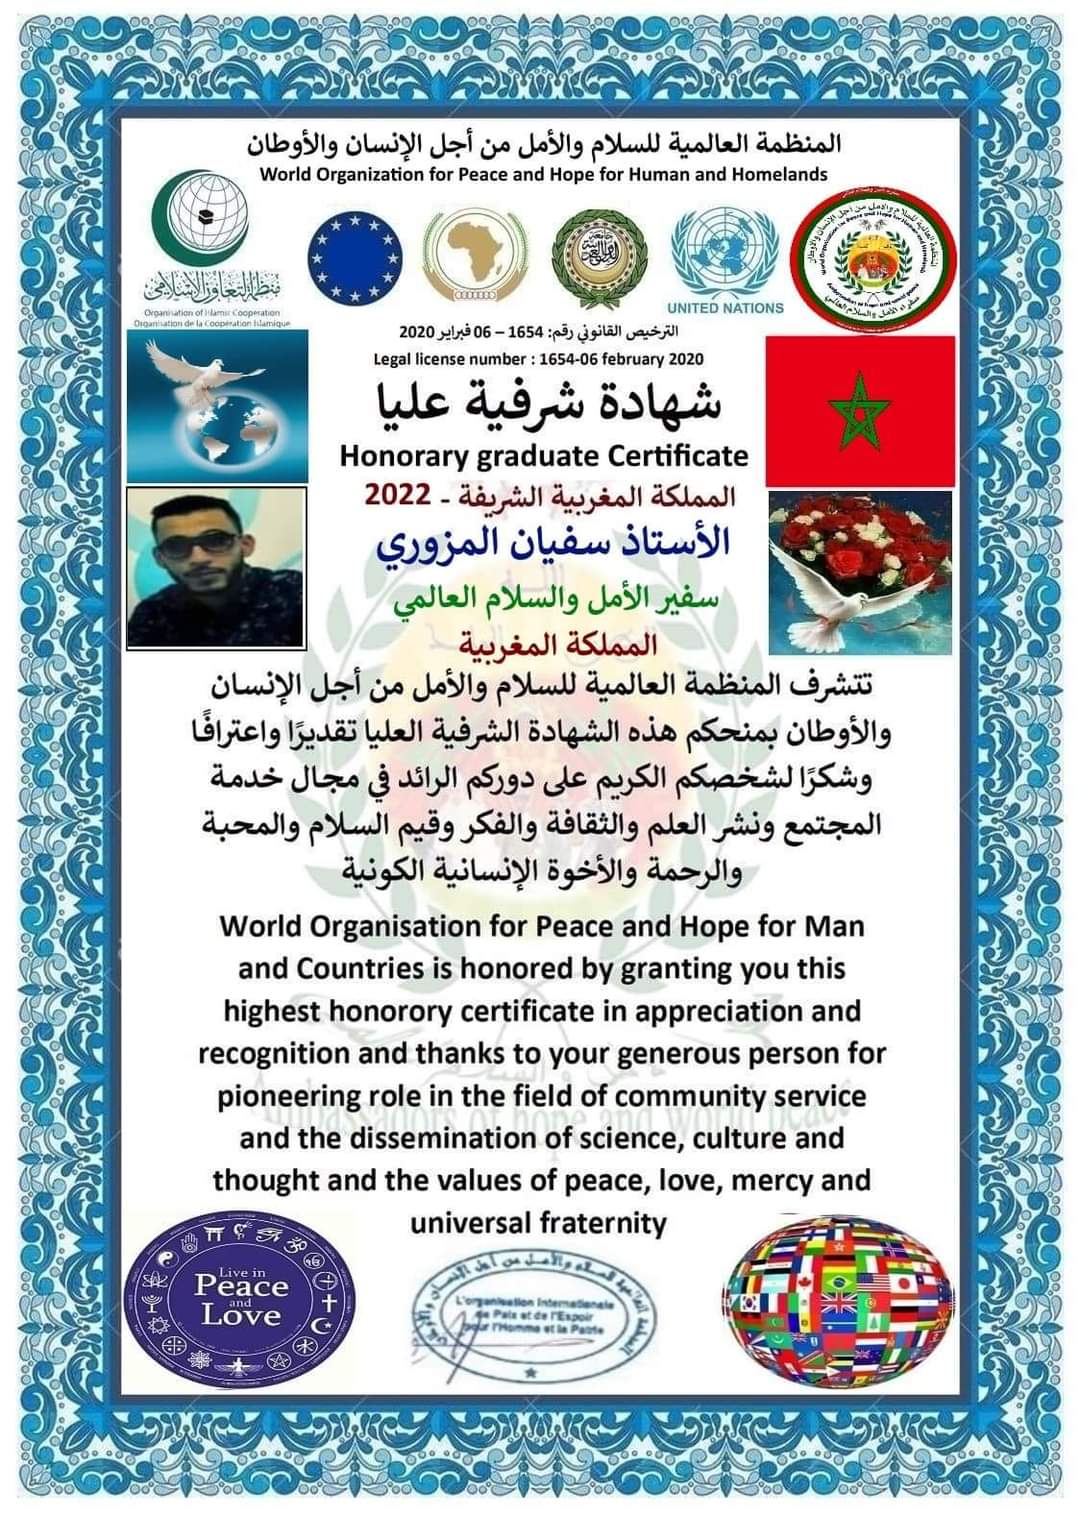 المنظمة العالمية للسلام والأمل من أجل الإنسان والأوطان
World Organization for Peace and Hope for Human and Homelands
منظمة التعاون الإسلامي
Organisation of Islamic Cooperation
Organisation de la Coopération Islamique
UNITED NATIONS
الترخيص القانوني رقم: 1654 – 06 فبراير 2020
Legal license number : 1654-06 february 2020
شهادة شرفية عليا
Honorary graduate Certificate
المملكة المغربية الشريفة - 2022
الأستاذ سفيان المزوري
سفير الأمل والسلام العالمي
المملكة المغربية
تتشرف المنظمة العالمية للسلام والأمل من أجل الإنسان
والأوطان بمنحكم هذه الشهادة الشرفية العليا تقديرًا واعترافًا
وشكرًا لشخصكم الكريم على دوركم الرائد في مجال خدمة
المجتمع ونشر العلم والثقافة والفكر وقيم السلام والمحبة
والرحمة والأخوة الإنسانية الكونية
World Organisation for Peace and Hope for Man
and Countries is honored by granting you this
highest honorory certificate in appreciation and
recognition and thanks to your generous person for
pioneering role in the field of community service
and the dissemination of science, culture and
thought and the values of peace, love, mercy and
universal fraternity
Ambassadors of hope and world peace
Live in
Peace
and
Love
L'organisation Internationale
de Paix et de l'Espoir
pour l'Homme et la Patrie